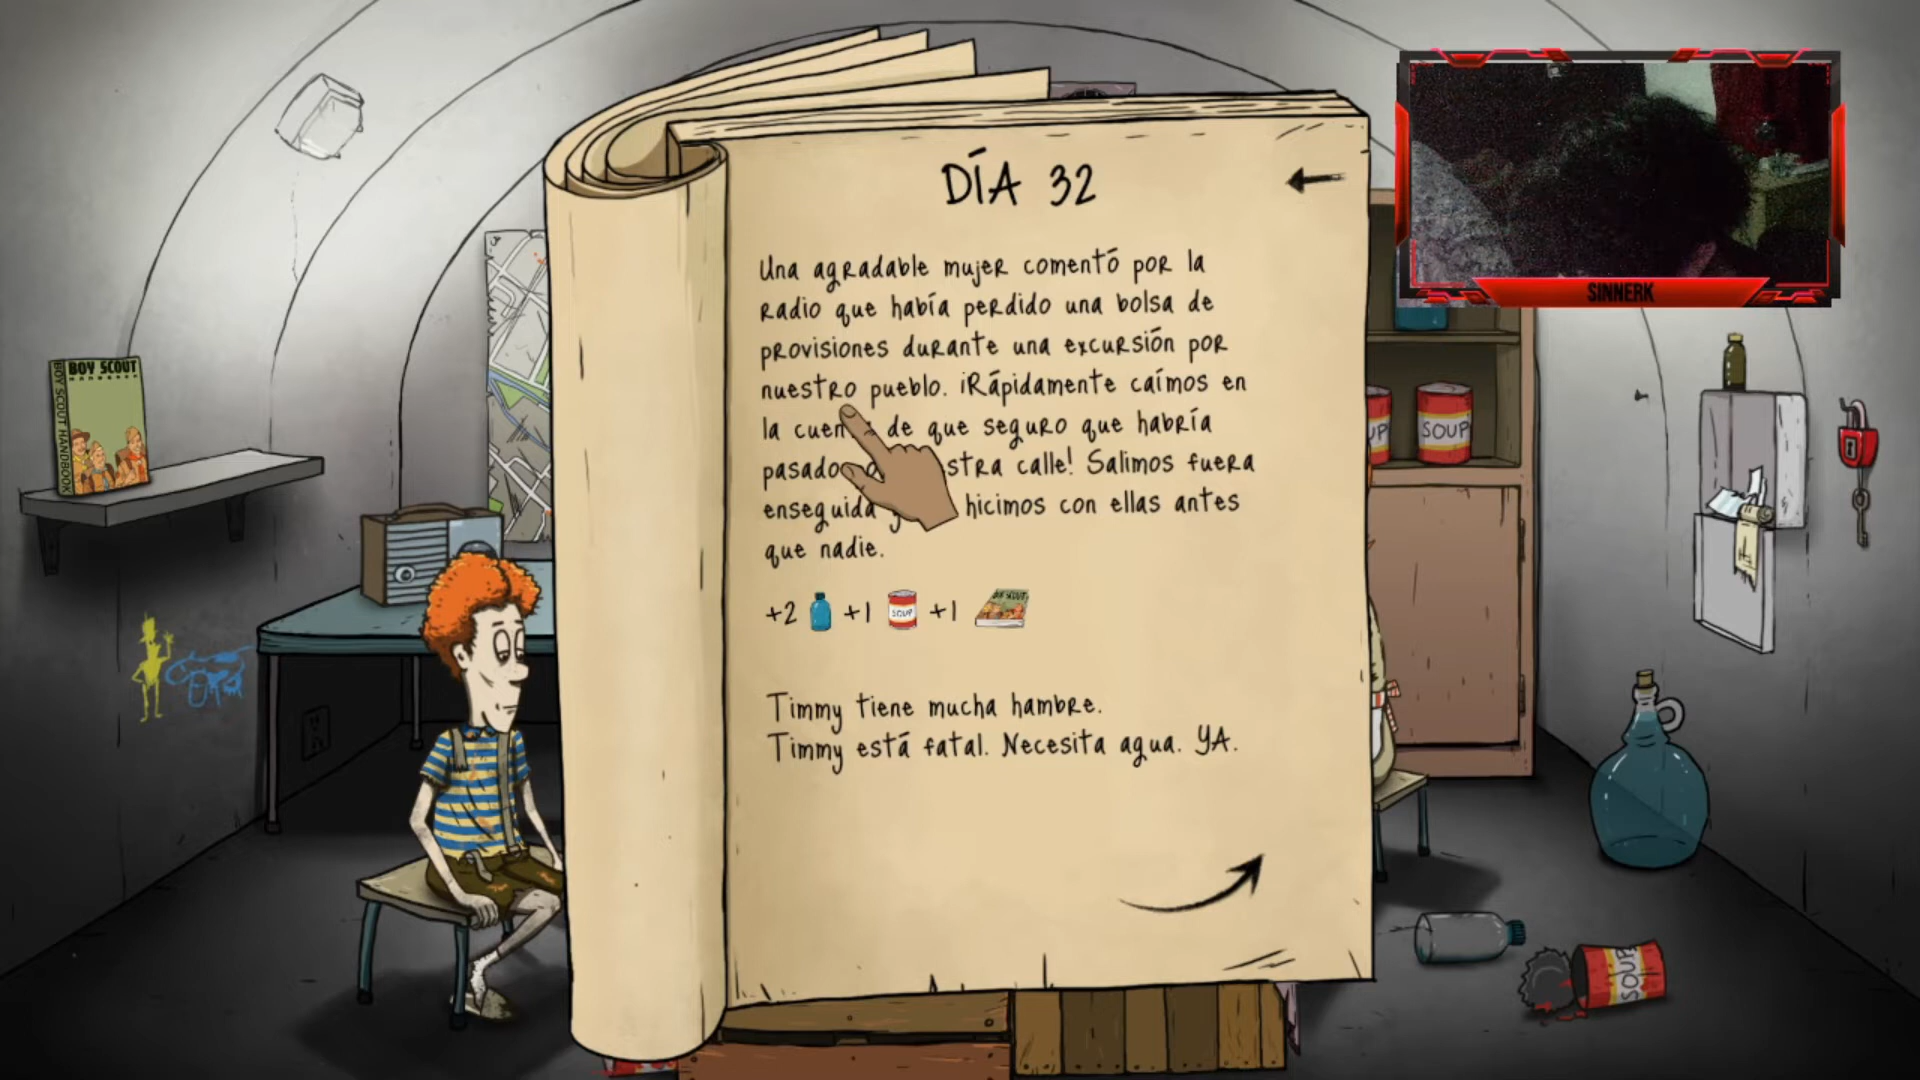 DÍA 32
Una agradable mujer comentó por la
radio que había perdido una bolsa de
provisiones durante una excursión por
nuestro pueblo. ¡Rápidamente caímos en
la de que seguro que habría
pasado calle! Salimos fuera
enseguida hicimos con ellas antes
que nadie.
+2 +1 SOUP +1 BOY SCOUT
Timmy tiene mucha hambre.
Timmy está fatal. Necesita agua. YA.
BOY SCOUT
HANDBOOK
BOY SCOUT HANDBOOK
SINNERK
SOUP
SOUP